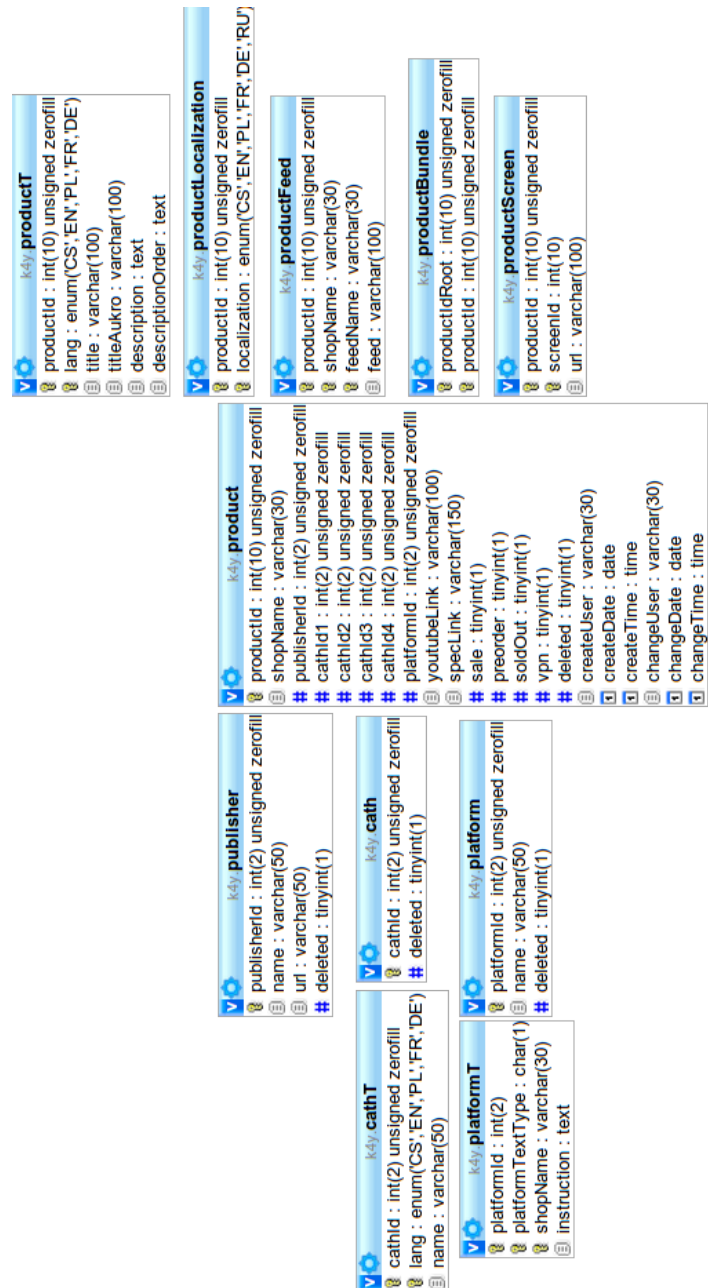 k4y.productT
productId : int(10) unsigned zerofill
lang : enum('CS','EN','PL','FR','DE')
title : varchar(100)
titleAukro : varchar(100)
description : text
descriptionOrder : text
k4y.productLocalization
productId : int(10) unsigned zerofill
localization : enum('CS','EN','PL','FR','DE','RU')
k4y.productFeed
productId : int(10) unsigned zerofill
shopName : varchar(30)
feedName : varchar(30)
feed : varchar(100)
k4y.productBundle
productIdRoot : int(10) unsigned zerofill
productId : int(10) unsigned zerofill
k4y.productScreen
productId : int(10) unsigned zerofill
screenId : int(10)
url : varchar(100)
k4y.product
productId : int(10) unsigned zerofill
shopName : varchar(30)
# publisherId : int(2) unsigned zerofill
# cathId1 : int(2) unsigned zerofill
# cathId2 : int(2) unsigned zerofill
# cathId3 : int(2) unsigned zerofill
# cathId4 : int(2) unsigned zerofill
# platformId : int(2) unsigned zerofill
youtubeLink : varchar(100)
specLink : varchar(150)
# sale : tinyint(1)
# preorder : tinyint(1)
# soldOut : tinyint(1)
# vpn : tinyint(1)
# deleted : tinyint(1)
createUser : varchar(30)
createDate : date
createTime : time
changeUser : varchar(30)
changeDate : date
changeTime : time
k4y.publisher
publisherId : int(2) unsigned zerofill
name : varchar(50)
url : varchar(50)
# deleted : tinyint(1)
k4y.cath
cathId : int(2) unsigned zerofill
# deleted : tinyint(1)
k4y.platform
platformId : int(2) unsigned zerofill
name : varchar(50)
# deleted : tinyint(1)
k4y.cathT
cathId : int(2) unsigned zerofill
lang : enum('CS','EN','PL','FR','DE')
name : varchar(50)
k4y.platformT
platformId : int(2)
platformTextType : char(1)
shopName : varchar(30)
instruction : text